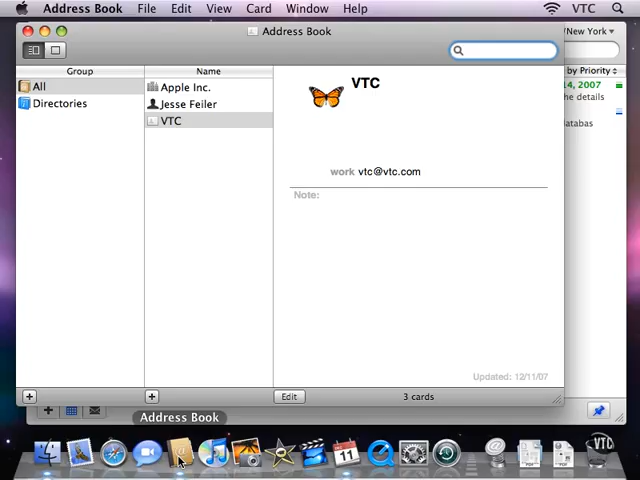 Address Book File Edit View Card Window Help VTC
Address Book
/New York
Group
Name
by Priority
All
Directories
Apple Inc.
Jesse Feiler
VTC
VTC
work vtc@vtc.com
Note:
14, 2007
he details
databas
Updated: 12/11/07
Edit
3 cards
Address Book
11
VTC